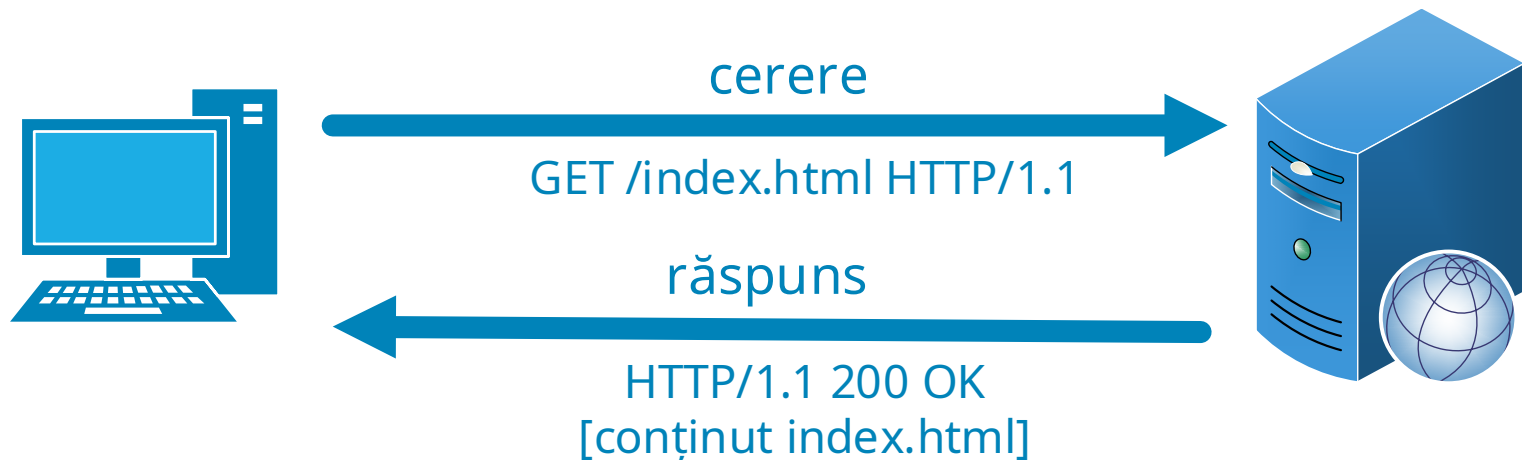 cerere
GET /index.html HTTP/1.1
răspuns
HTTP/1.1 200 OK
[conținut index.html]